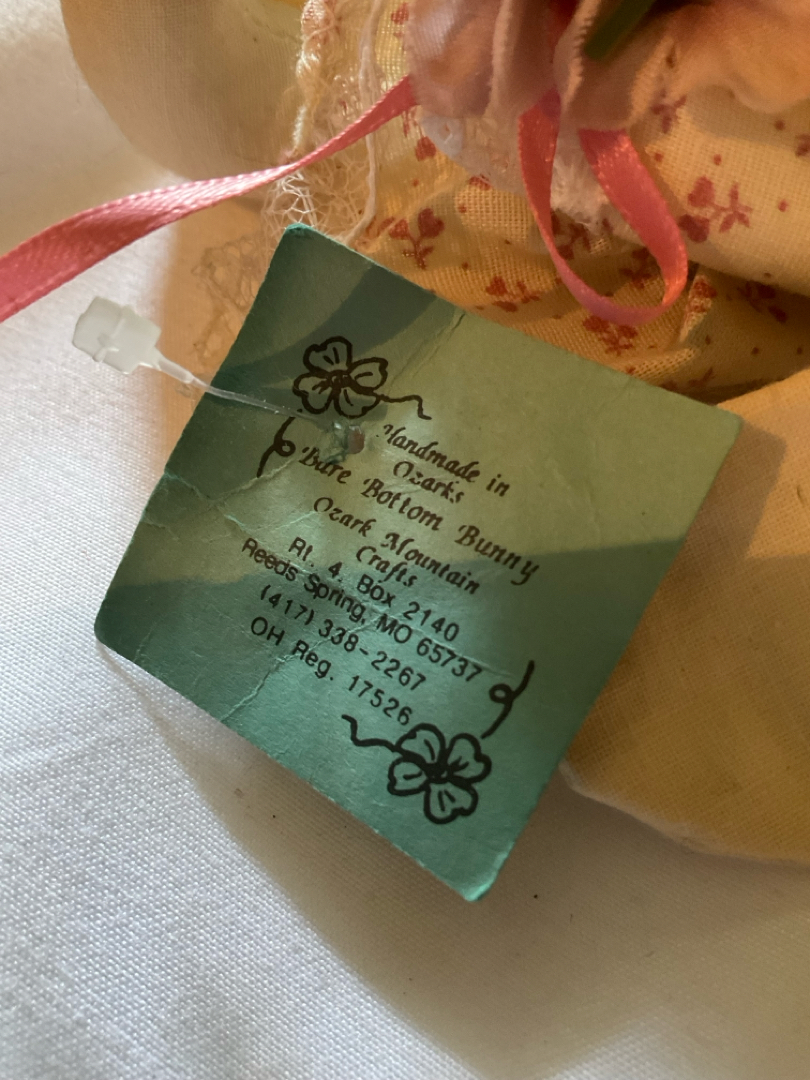 Handmade in
Ozarks
Bare Bottom Bunny
Ozark Mountain
Crafts
Rt. 4, Box 2140
Reeds Spring, MO 65737
(417) 338-2267
OH Reg. 17526